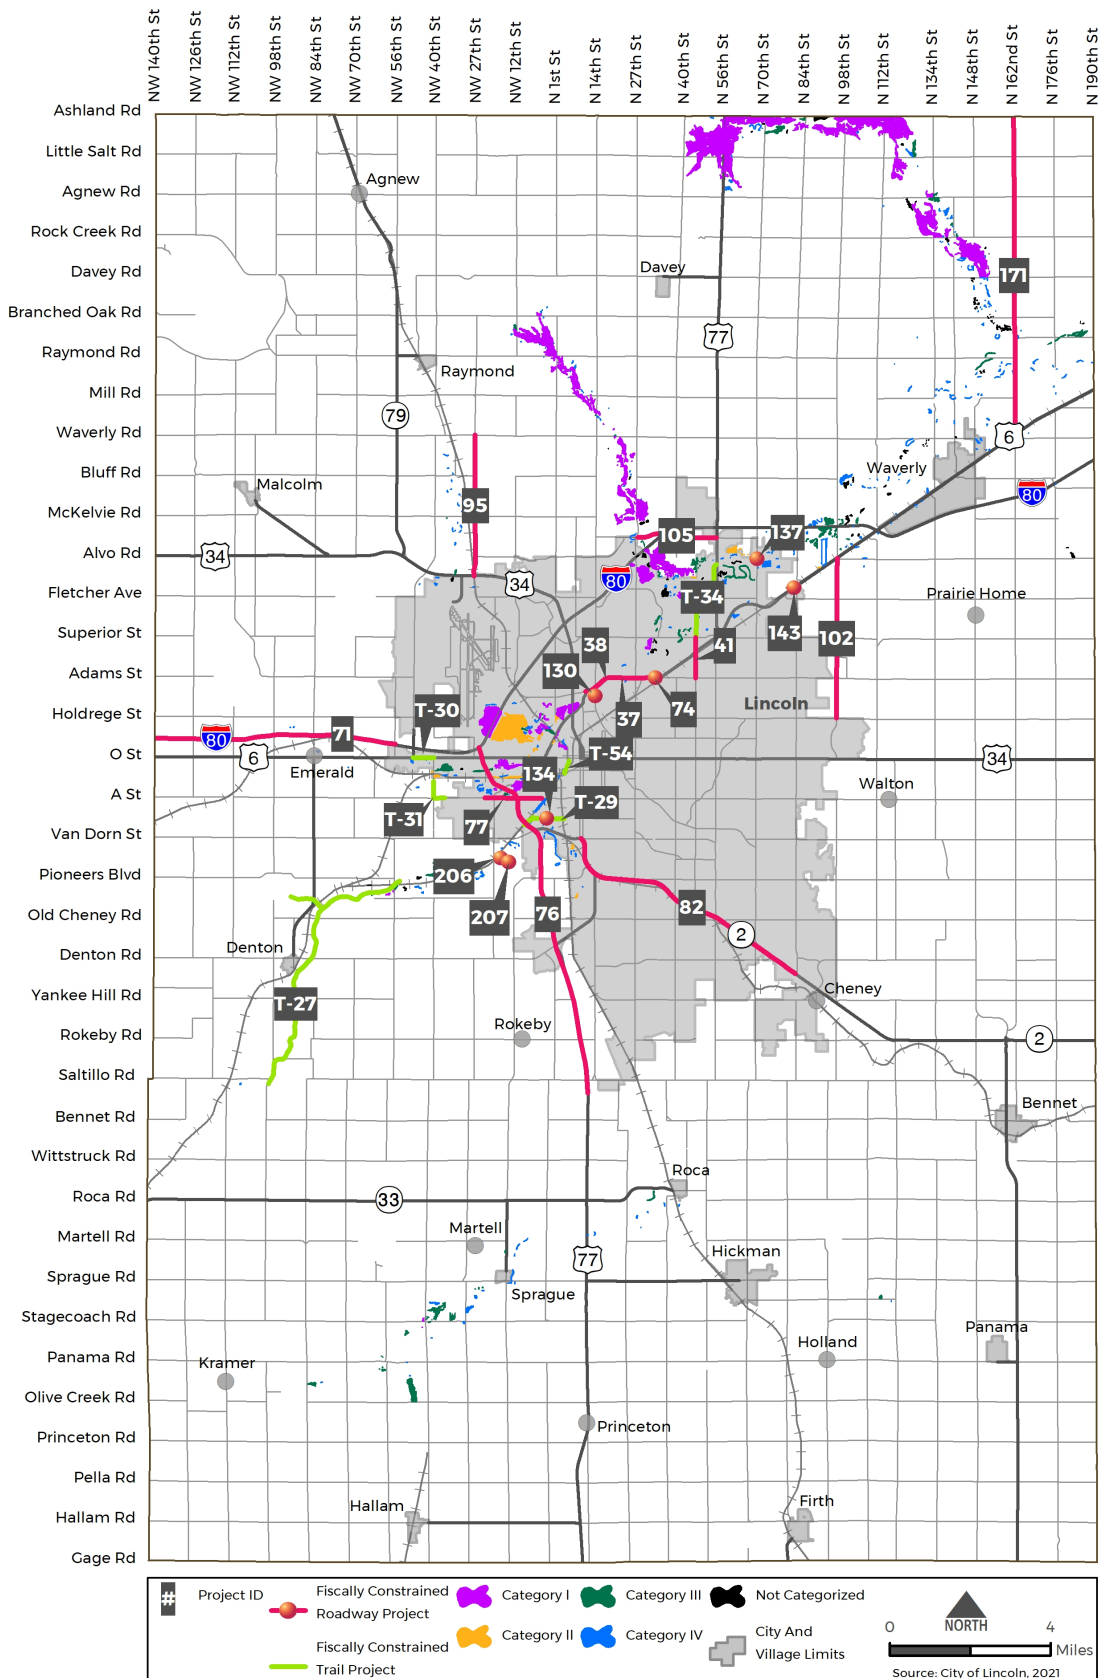 NW 140th St
NW 126th St
NW 112th St
NW 98th St
NW 84th St
NW 70th St
NW 56th St
NW 40th St
NW 27th St
NW 12th St
N 1st St
N 14th St
N 27th St
N 40th St
N 56th St
N 70th St
N 84th St
N 98th St
N 112th St
N 134th St
N 148th St
N 162nd St
N 176th St
N 190th St
Ashland Rd
Little Salt Rd
Agnew Rd
Rock Creek Rd
Davey Rd
Branched Oak Rd
Raymond Rd
Mill Rd
Waverly Rd
Bluff Rd
McKelvie Rd
Alvo Rd
Fletcher Ave
Superior St
Adams St
Holdrege St
O St
A St
Van Dorn St
Pioneers Blvd
Old Cheney Rd
Denton Rd
Yankee Hill Rd
Rokeby Rd
Saltillo Rd
Bennet Rd
Wittstruck Rd
Roca Rd
Martell Rd
Sprague Rd
Stagecoach Rd
Panama Rd
Olive Creek Rd
Princeton Rd
Pella Rd
Hallam Rd
Gage Rd
Agnew
Davey
171
77
Raymond
79
6
Waverly
80
Malcolm
95
105
137
34
34
80
T-34
Prairie Home
143
102
38
41
130
74
Lincoln
T-30
37
80
71
6
T-54
34
Emerald
134
Walton
T-31
77
T-29
206
207
76
82
2
Denton
Cheney
T-27
Rokeby
2
Bennet
Roca
33
Martell
77
Hickman
Sprague
Panama
Holland
Kramer
Princeton
Hallam
Firth
# Project ID
Fiscally Constrained
Roadway Project
Fiscally Constrained
Trail Project
Category I
Category II
Category III
Category IV
Not Categorized
City And
Village Limits
NORTH
0 4
Miles
Source: City of Lincoln, 2021